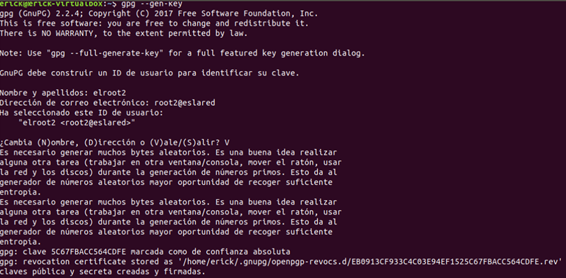 erick@erick-virtualbox:~$ gpg --gen-key
gpg (GnuPG) 2.2.4; Copyright (C) 2017 Free Software Foundation, Inc.
This is free software: you are free to change and redistribute it.
There is NO WARRANTY, to the extent permitted by law.
Note: Use "gpg --full-generate-key" for a full featured key generation dialog.
GnuPG debe construir un ID de usuario para identificar su clave.
Nombre y apellidos: elroot2
Dirección de correo electrónico: root2@eslared
Ha seleccionado este ID de usuario:
"elroot2 <root2@eslared>"
¿Cambia (N)ombre, (D)irección o (V)ale/(S)alir? V
Es necesario generar muchos bytes aleatorios. Es una buena idea realizar
alguna otra tarea (trabajar en otra ventana/consola, mover el ratón, usar
la red y los discos) durante la generación de números primos. Esto da al
generador de números aleatorios mayor oportunidad de recoger suficiente
entropía.
Es necesario generar muchos bytes aleatorios. Es una buena idea realizar
alguna otra tarea (trabajar en otra ventana/consola, mover el ratón, usar
la red y los discos) durante la generación de números primos. Esto da al
generador de números aleatorios mayor oportunidad de recoger suficiente
entropía.
gpg: clave 5C67FBACC564CDFE marcada como de confianza absoluta
gpg: revocation certificate stored as '/home/erick/.gnupg/openpgp-revocs.d/EB0913CF933C4C03E94EF1525C67FBACC564CDFE.rev'
claves pública y secreta creadas y firmadas.